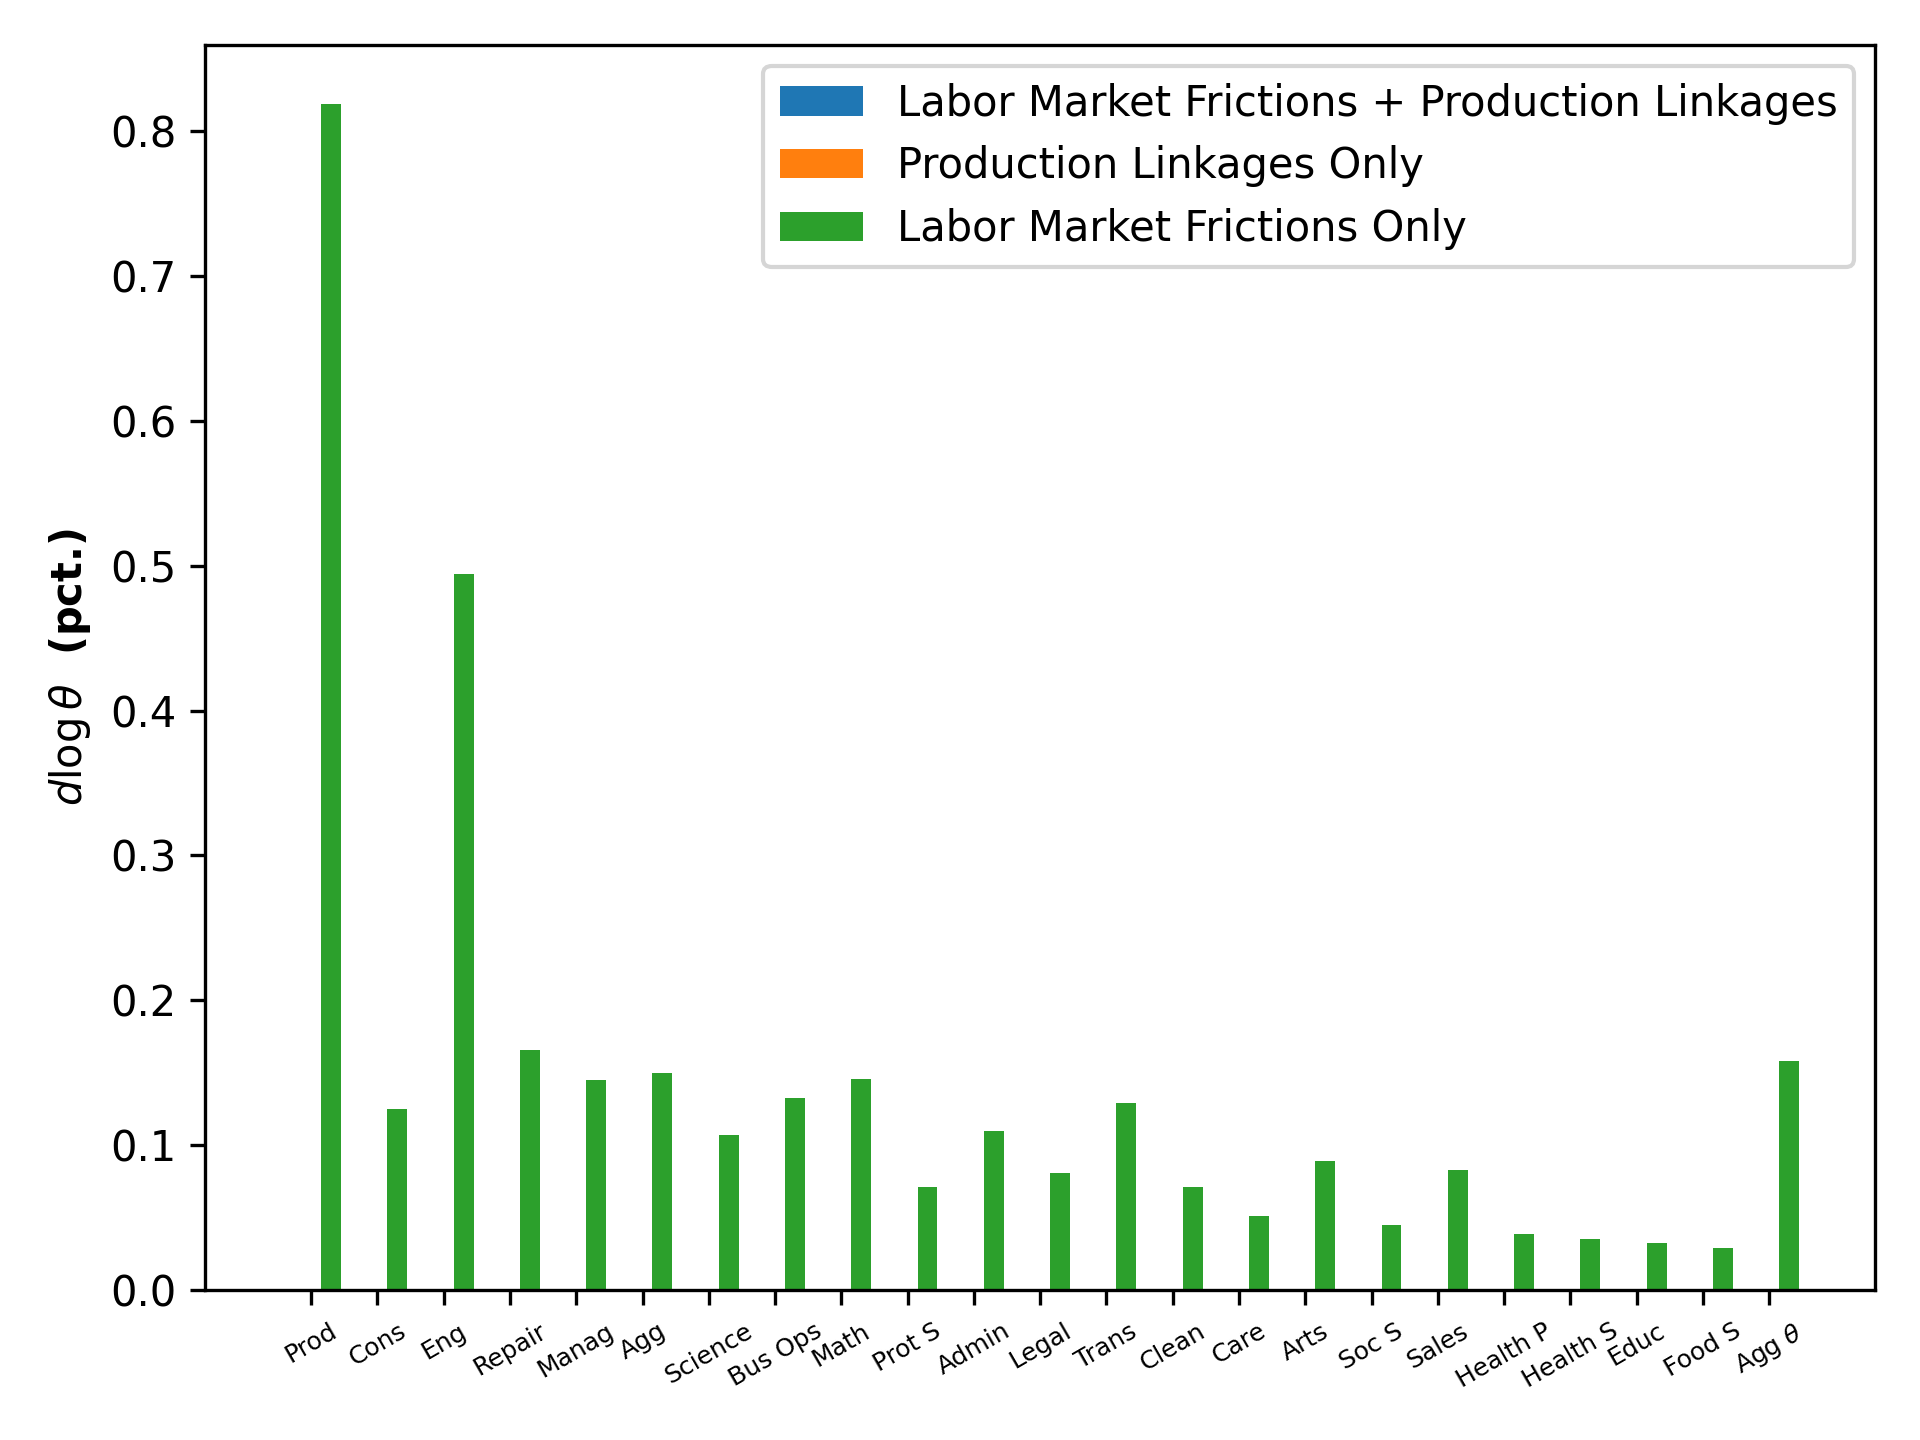 Labor Market Frictions + Production Linkages
Production Linkages Only
Labor Market Frictions Only
d log θ (pct.)
0.8
0.7
0.6
0.5
0.4
0.3
0.2
0.1
0.0
Prod
Cons
Eng
Repair
Manag
Agg
Science
Bus Ops
Math
Prot S
Admin
Legal
Trans
Clean
Care
Arts
Soc S
Sales
Health P
Health S
Educ
Food S
Agg θ